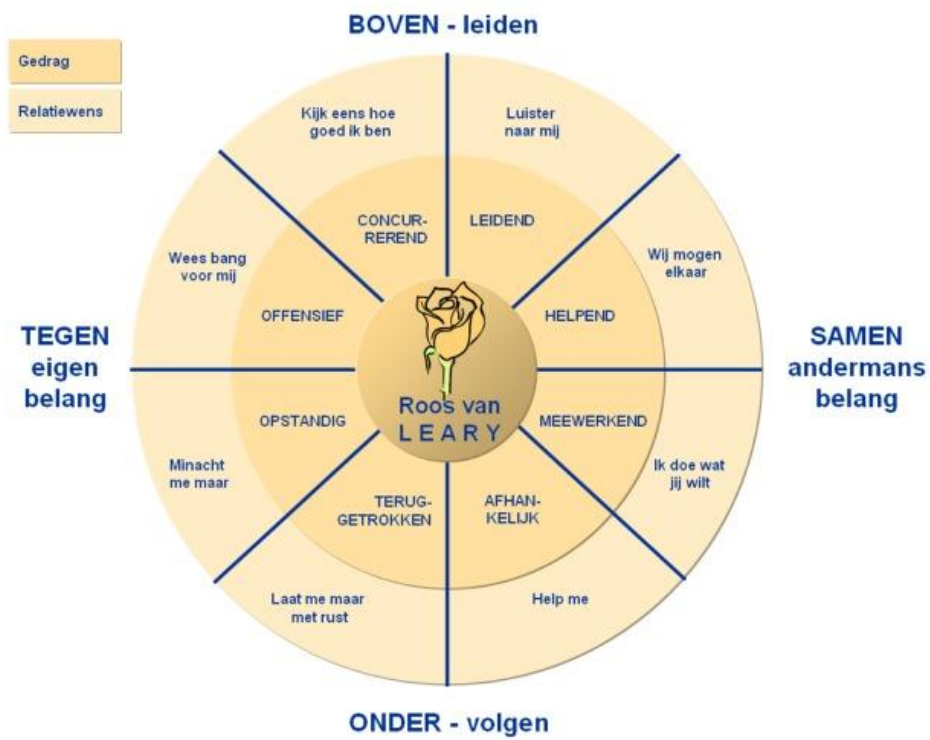 BOVEN - leiden
Gedrag
Relatiewens
Kijk eens hoe
goed ik ben
Luister
naar mij
CONCUR-
REREND
LEIDEND
Wees bang
voor mij
Wij mogen
elkaar
OFFENSIEF
HELPEND
TEGEN
eigen
belang
SAMEN
andermans
belang
Roos van
LEARY
OPSTANDIG
MEEWERKEND
Minacht
me maar
Ik doe wat
jij wilt
TERUG-
GETROKKEN
AFHAN-
KELIJK
Laat me maar
met rust
Help me
ONDER - volgen